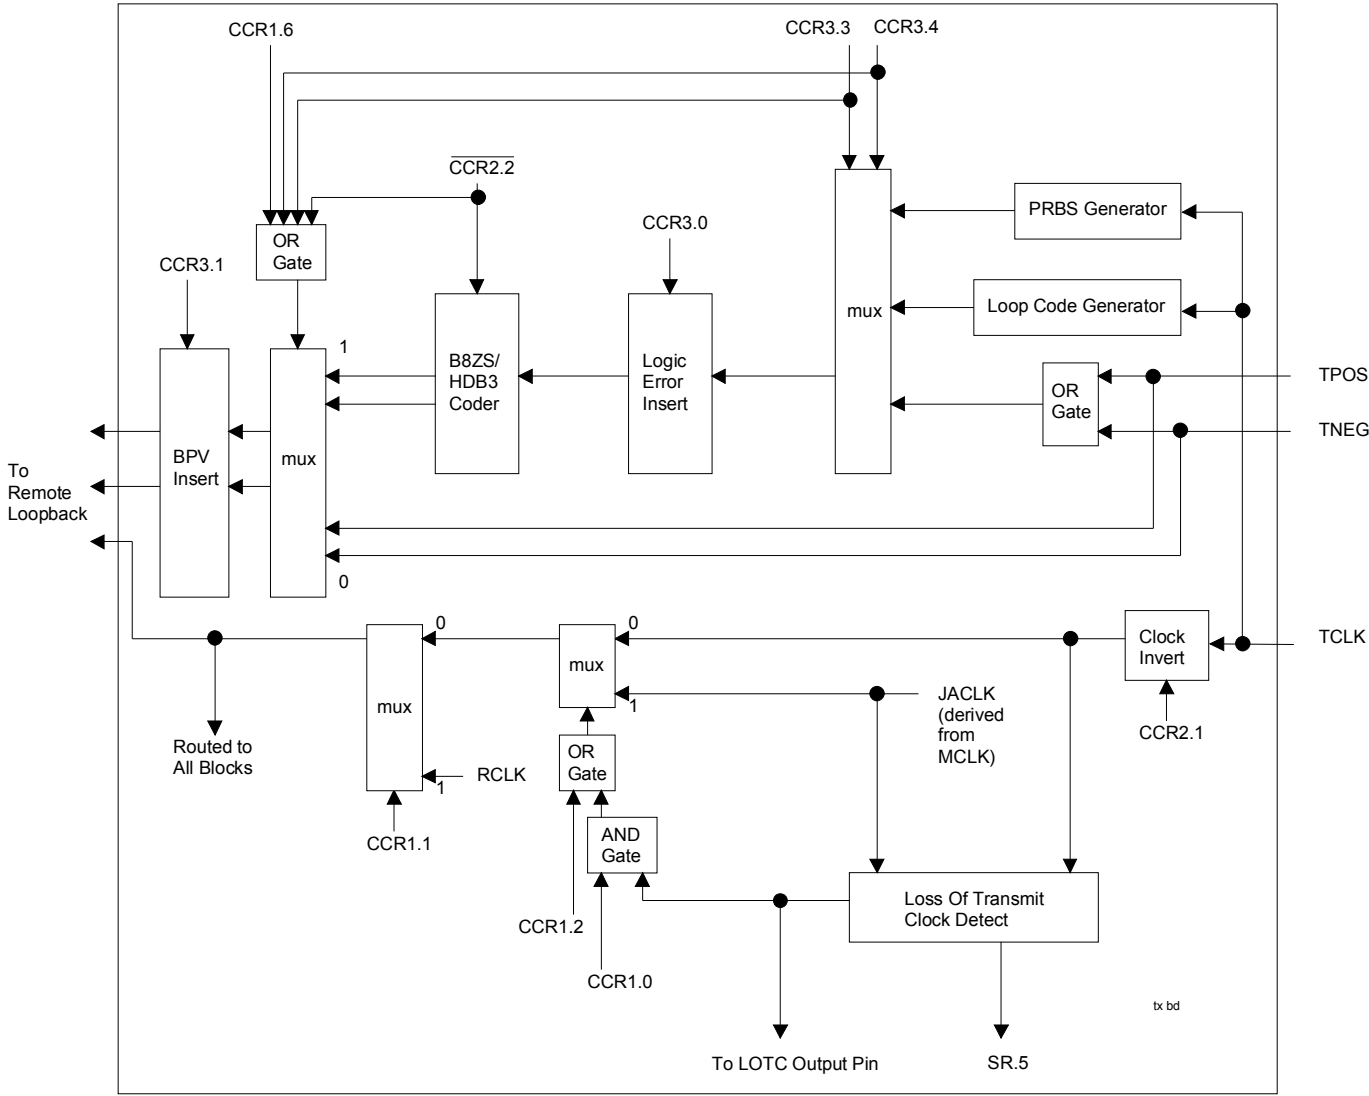 CCR1.6
CCR3.3
CCR3.4
CCR2.2
PRBS Generator
OR
Gate
CCR3.0
CCR3.1
Loop Code Generator
mux
1
B8ZS/
HDB3
Coder
Logic
Error
Insert
OR
Gate
TPOS
TNEG
BPV
Insert
mux
To
Remote
Loopback
0
0
0
Clock
Invert
TCLK
mux
mux
1
JACLK
(derived
from
MCLK)
CCR2.1
Routed to
All Blocks
OR
Gate
RCLK
1
CCR1.1
AND
Gate
Loss Of Transmit
Clock Detect
CCR1.2
CCR1.0
tx bd
To LOTC Output Pin
SR.5